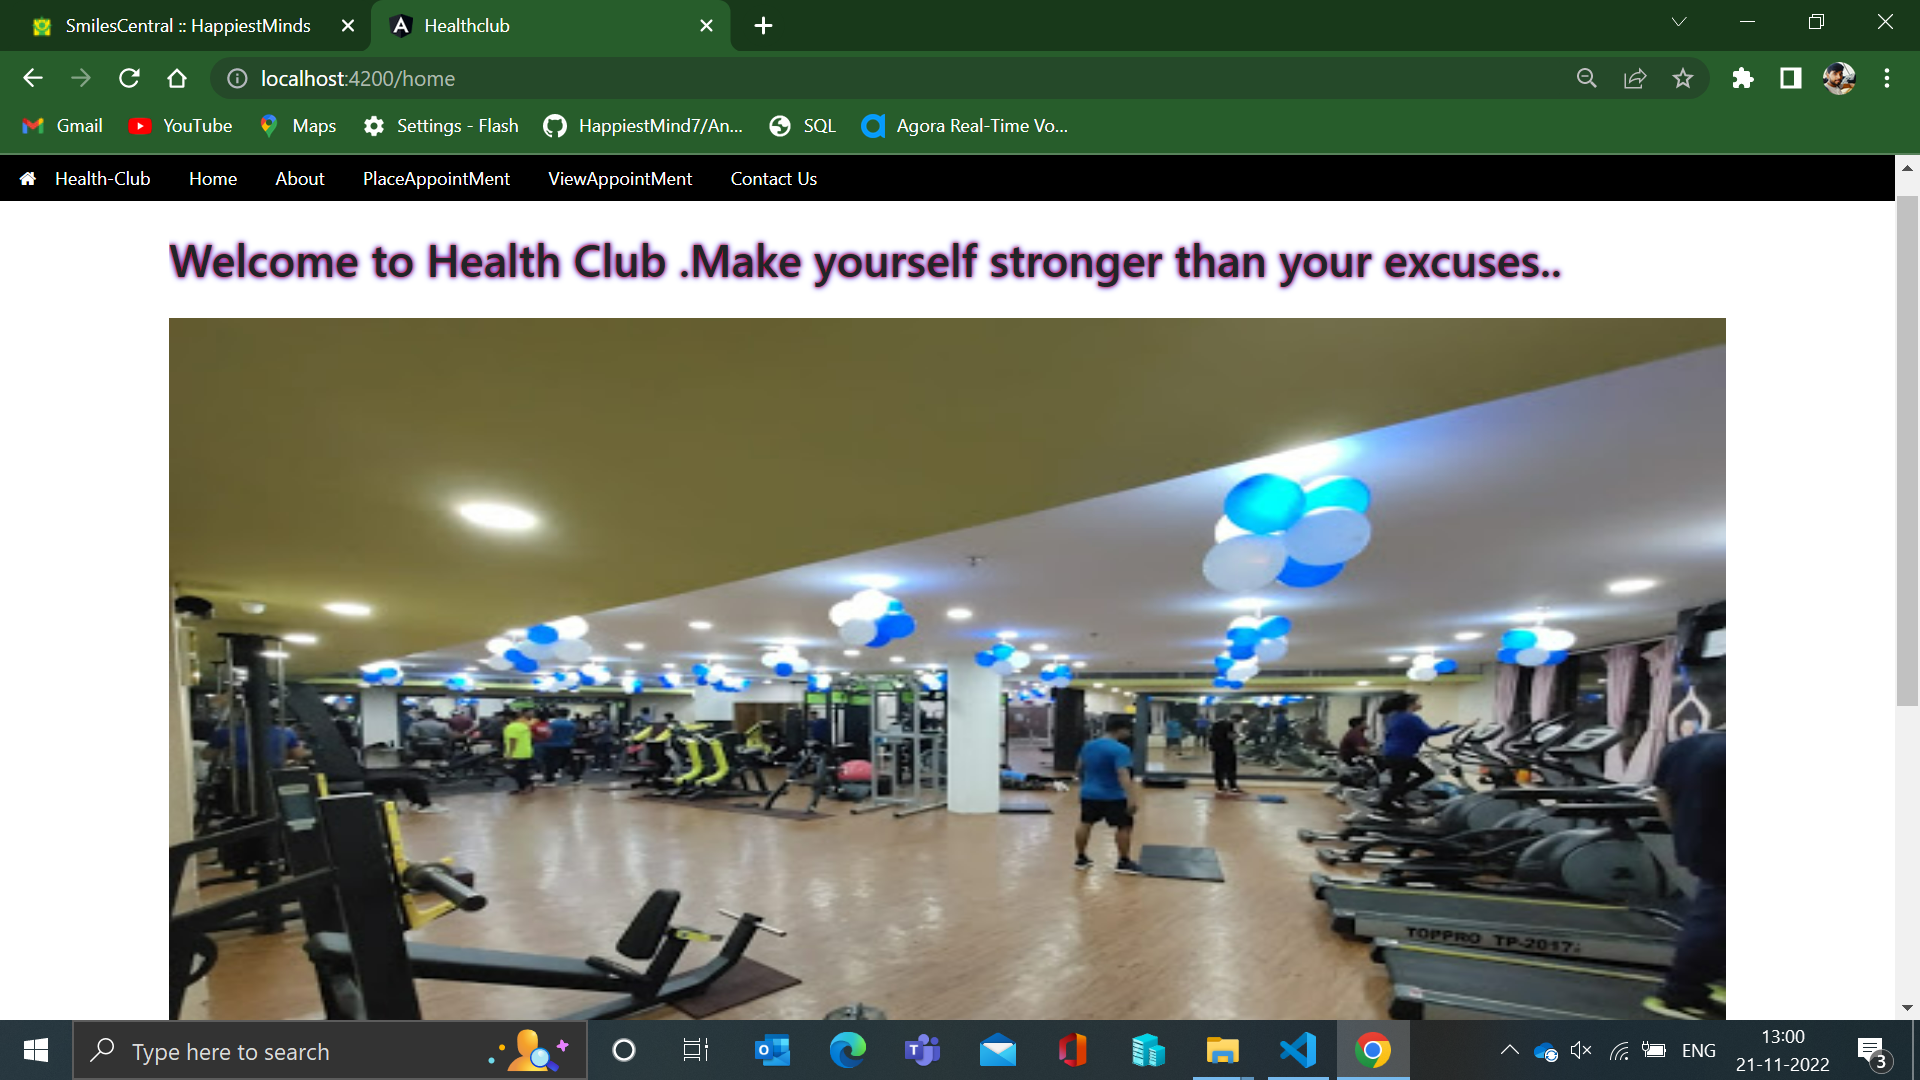 SmilesCentral :: HappiestMinds
Healthclub
localhost:4200/home
Gmail YouTube Maps Settings - Flash HappiestMind7/An... SQL Agora Real-Time Vo...
Health-Club Home About PlaceAppointMent ViewAppointMent Contact Us
Welcome to Health Club .Make yourself stronger than your excuses..
TOPPRO TP-2017
Type here to search
ENG
13:00
21-11-2022
3